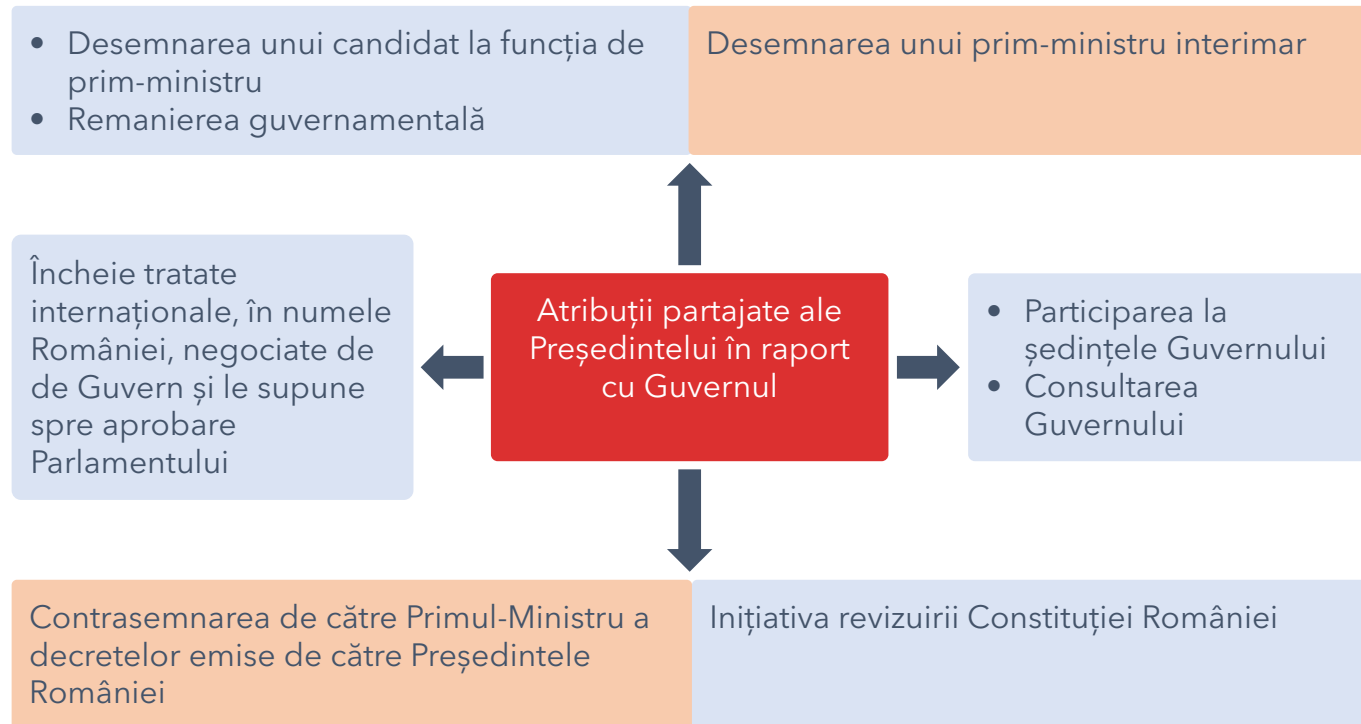 • Desemnarea unui candidat la funcția de
prim-ministru
• Remanierea guvernamentală
Desemnarea unui prim-ministru interimar
Încheie tratate
internaționale, în numele
României, negociate de
de Guvern și le supune
spre aprobare
Parlamentului
Atribuții partajate ale
Președintelui în raport
cu Guvernul
• Participarea la
ședințele Guvernului
• Consultarea
Guvernului
Contrasemnarea de către Primul-Ministru a
decretelor emise de către Președintele
României
Inițiativa revizuirii Constituției României